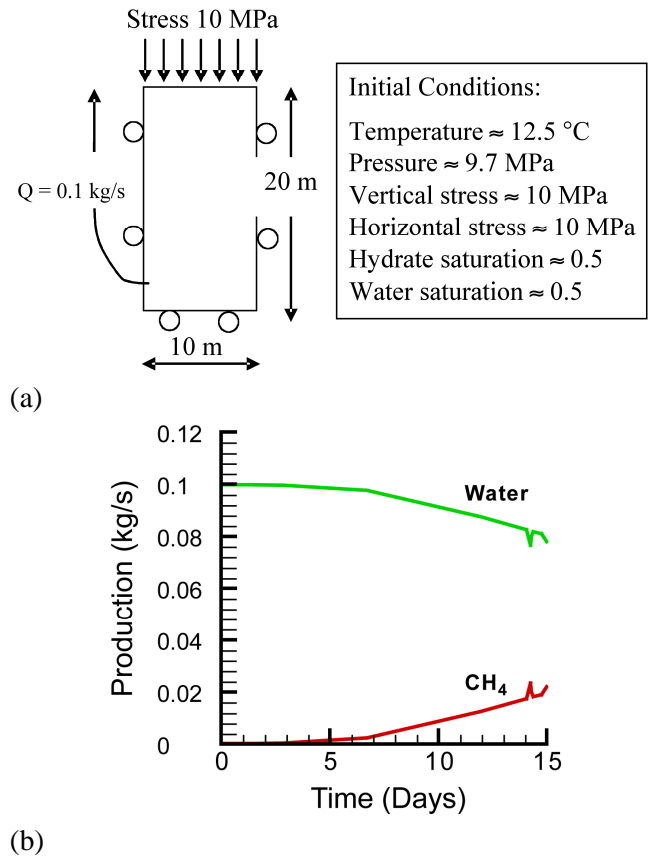 Stress 10 MPa
Q = 0.1 kg/s
20 m
10 m
Initial Conditions:
Temperature ≈ 12.5 °C
Pressure ≈ 9.7 MPa
Vertical stress ≈ 10 MPa
Horizontal stress ≈ 10 MPa
Hydrate saturation ≈ 0.5
Water saturation ≈ 0.5
(a)
0.12
0.1
0.08
0.06
0.04
0.02
0
Production (kg/s)
Water
CH₄
0 5 10 15
Time (Days)
(b)